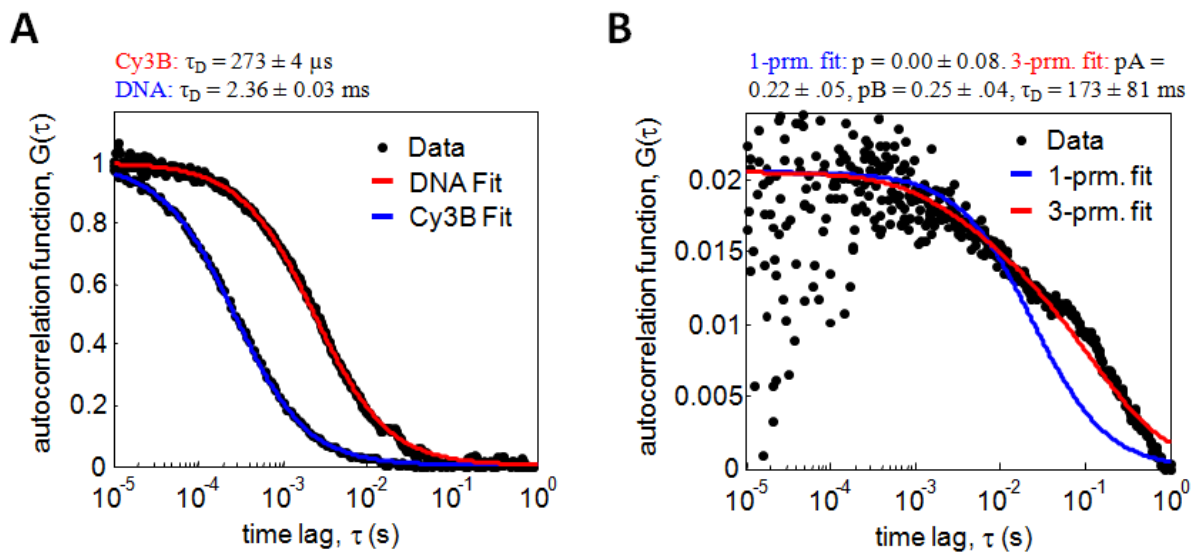 A
Cy3B: τD = 273 ± 4 µs
DNA: τD = 2.36 ± 0.03 ms
autocorrelation function, G(τ)
1
0.8
0.6
0.4
0.2
0
Data
DNA Fit
Cy3B Fit
10⁻⁵ 10⁻⁴ 10⁻³ 10⁻² 10⁻¹ 10⁰
time lag, τ (s)
B
1-prm. fit: p = 0.00 ± 0.08. 3-prm. fit: pA =
0.22 ± .05, pB = 0.25 ± .04, τD = 173 ± 81 ms
autocorrelation function, G(τ)
0.02
0.015
0.01
0.005
0
Data
1-prm. fit
3-prm. fit
10⁻⁵ 10⁻⁴ 10⁻³ 10⁻² 10⁻¹ 10⁰
time lag, τ (s)